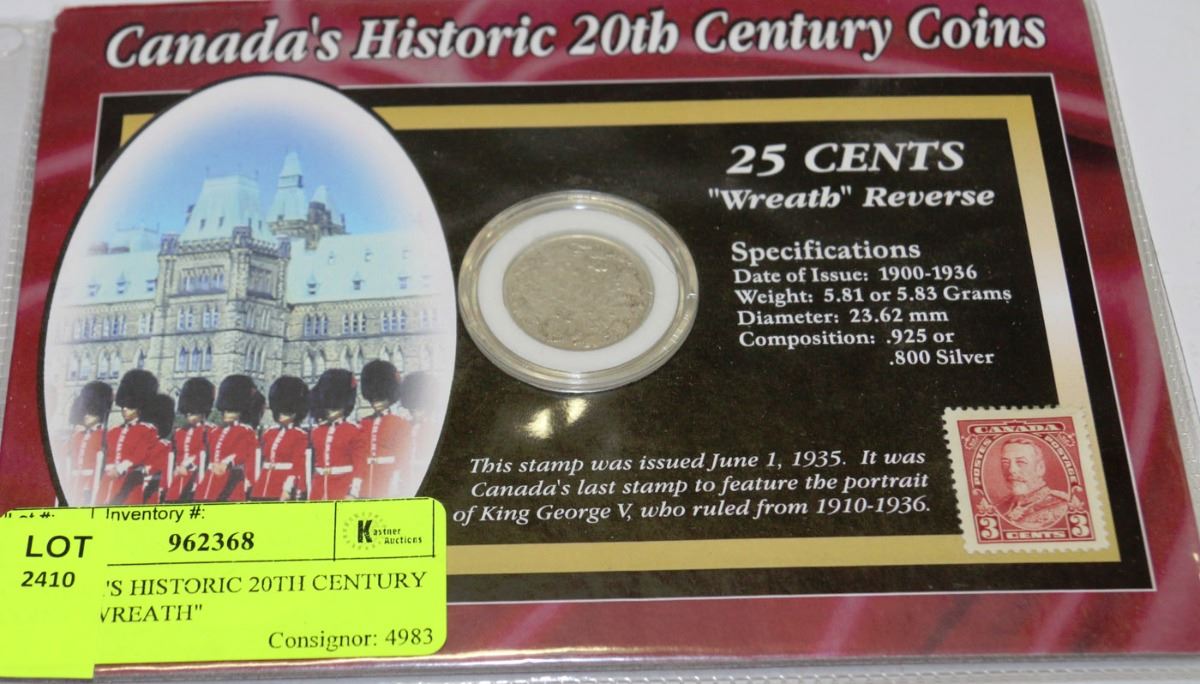 Canada's Historic 20th Century Coins
25 CENTS
"Wreath" Reverse
Specifications
Date of Issue: 1900-1936
Weight: 5.81 or 5.83 Grams
Diameter: 23.62 mm
Composition: .925 or
.800 Silver
This stamp was issued June 1, 1935. It was
Canada's last stamp to feature the portrait
of King George V, who ruled from 1910-1936.
CANADA
POSTES POSTAGE
3 CENTS 3
Inventory #:
LOT
2410
962368
Kastner
Auctions
'S HISTORIC 20TH CENTURY
WREATH"
Consignor: 4983